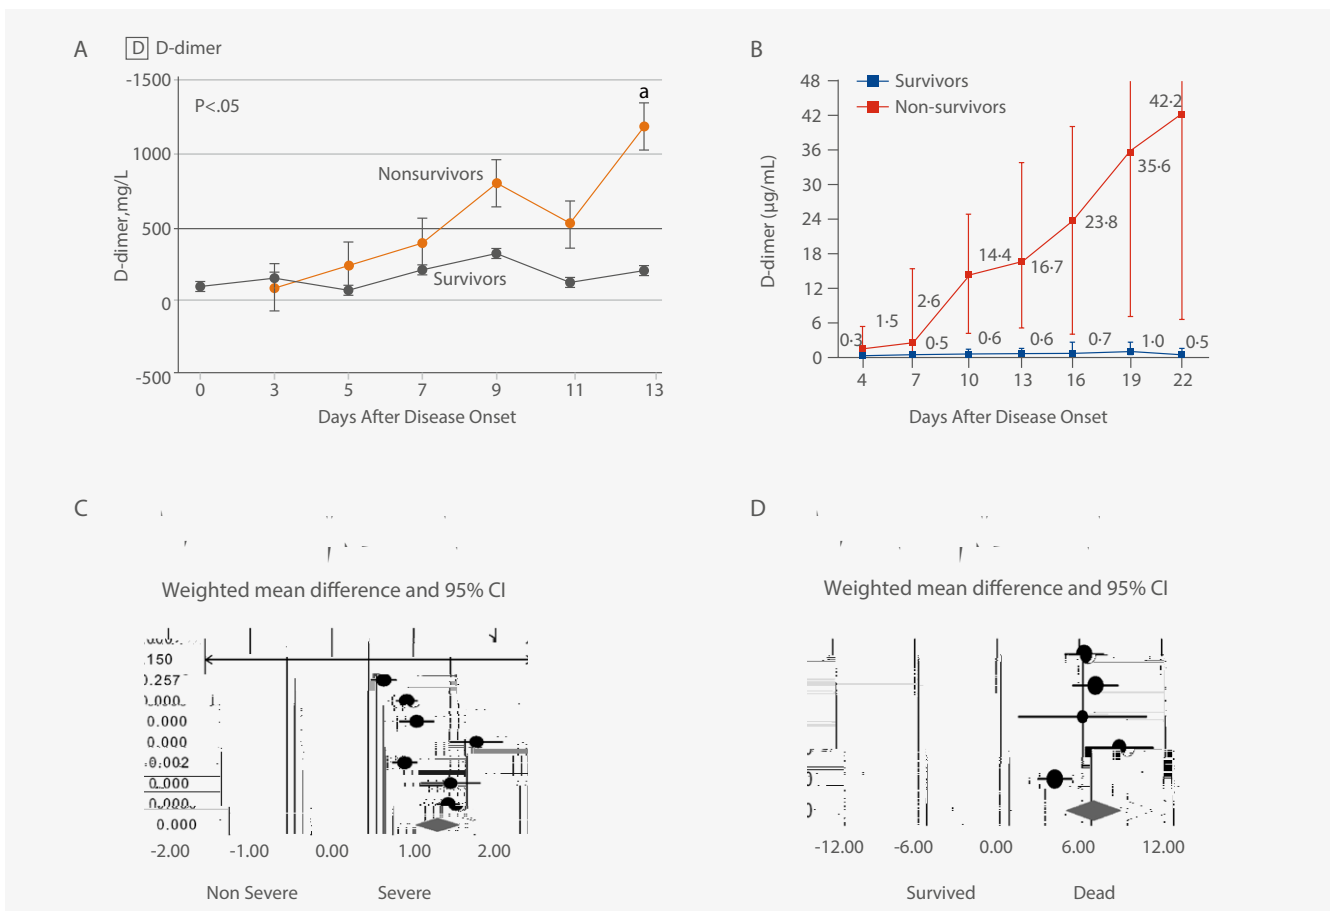 A
D D-dimer
-1500
1000
500
0
-500
D-dimer,mg/L
P<.05
a
Nonsurvivors
Survivors
0 3 5 7 9 11 13
Days After Disease Onset
B
Survivors
Non-survivors
48
42
36
30
24
18
12
6
0
D-dimer (µg/mL)
42·2
35·6
23·8
16·7
14·4
2·6
1·5
0·3 0·5 0·6 0·6 0·7 1·0 0·5
4 7 10 13 16 19 22
Days After Disease Onset
C
Weighted mean difference and 95% CI
.150
0.000
0.000
0.000
0.000
-2.00 -1.00 0.00 1.00 2.00
Non Severe Severe
D
Weighted mean difference and 95% CI
-12.00 -6.00 0.00 6.00 12.00
Survived Dead